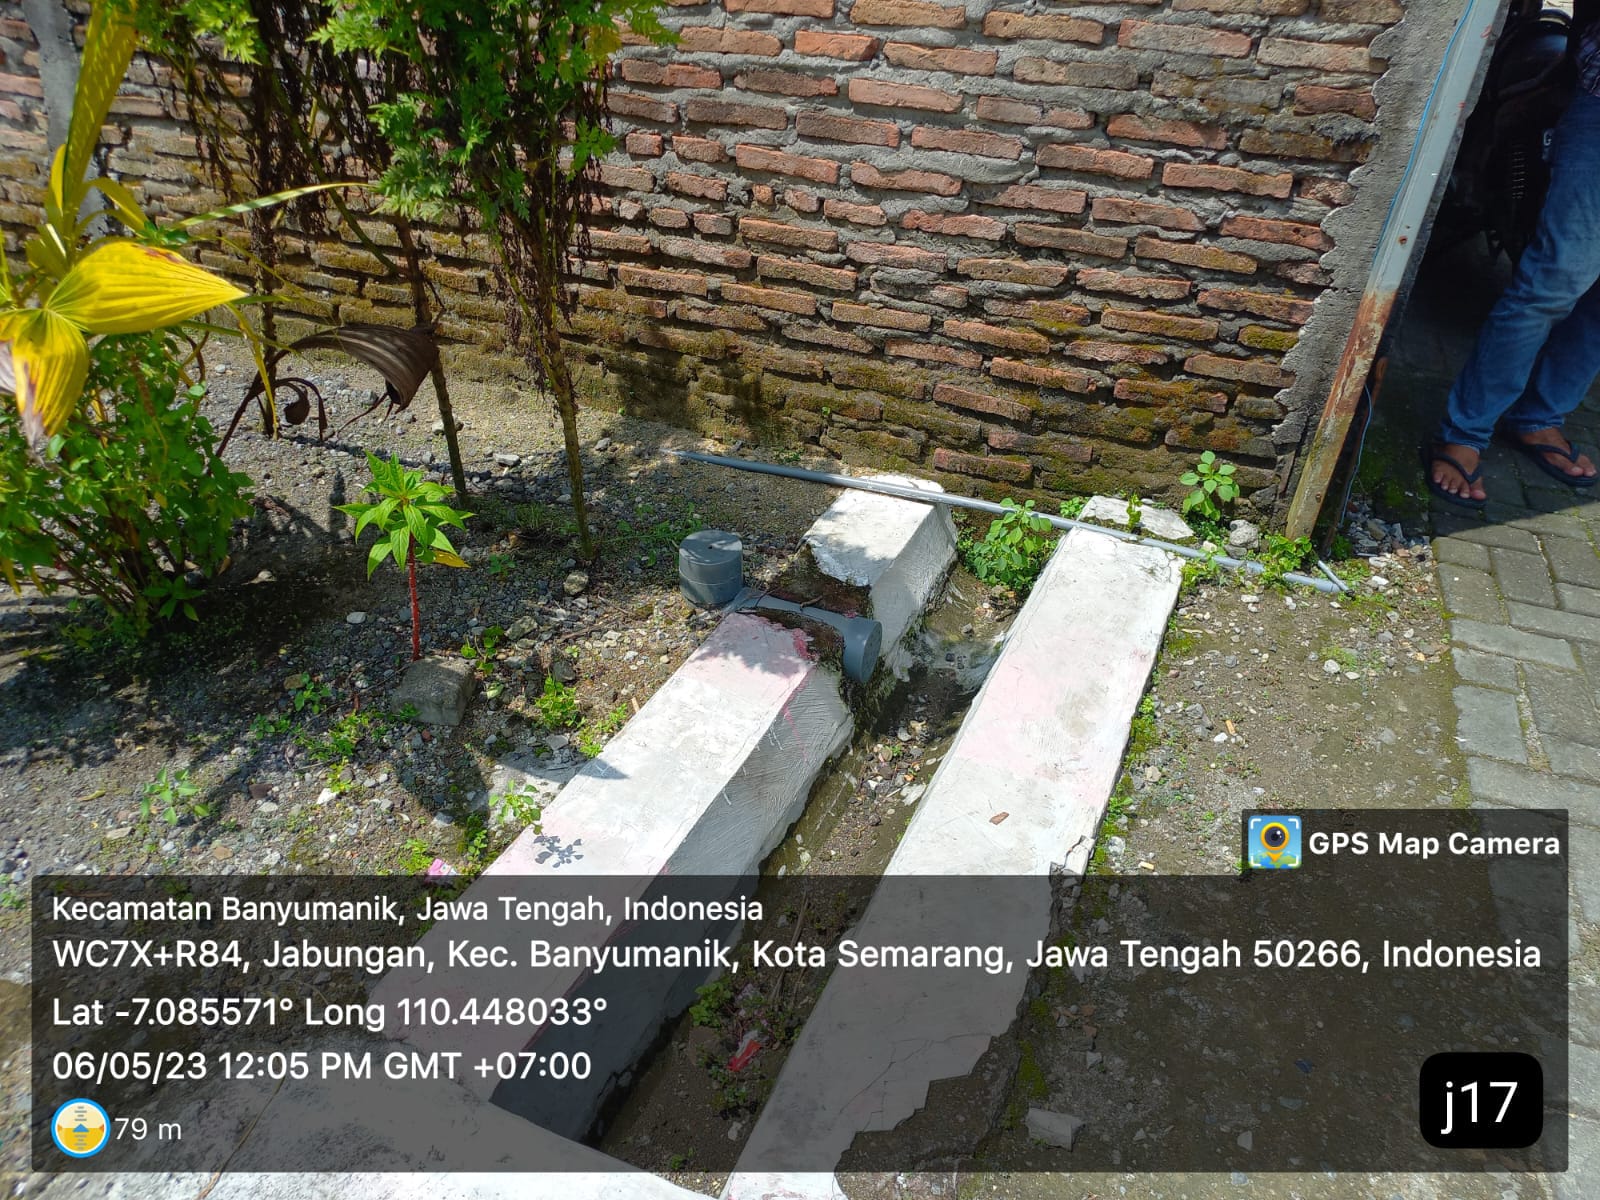 GPS Map Camera
Kecamatan Banyumanik, Jawa Tengah, Indonesia
WC7X+R84, Jabungan, Kec. Banyumanik, Kota Semarang, Jawa Tengah 50266, Indonesia
Lat -7.085571° Long 110.448033°
06/05/23 12:05 PM GMT +07:00
79 m
j17